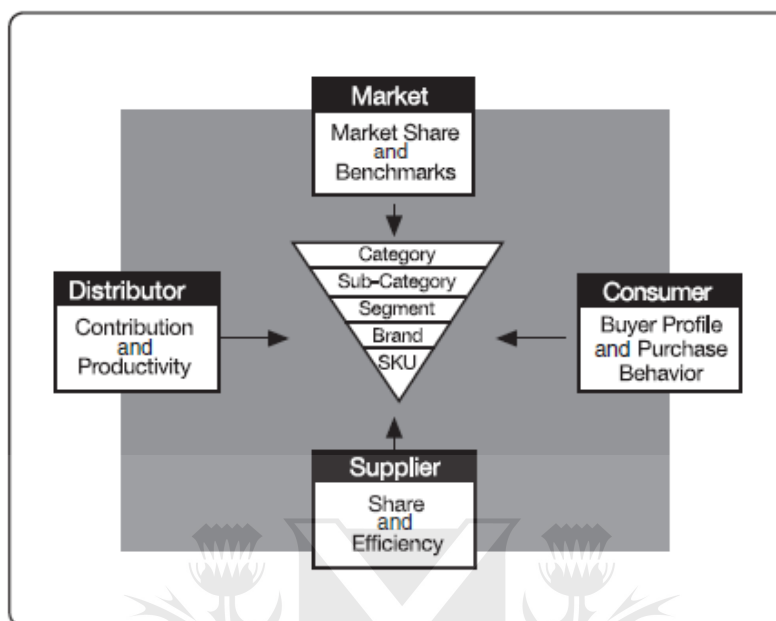 Market
Market Share
and
Benchmarks
Category
Sub-Category
Segment
Brand
SKU
Distributor
Contribution
and
Productivity
Consumer
Buyer Profile
and Purchase
Behavior
Supplier
Share
and
Efficiency